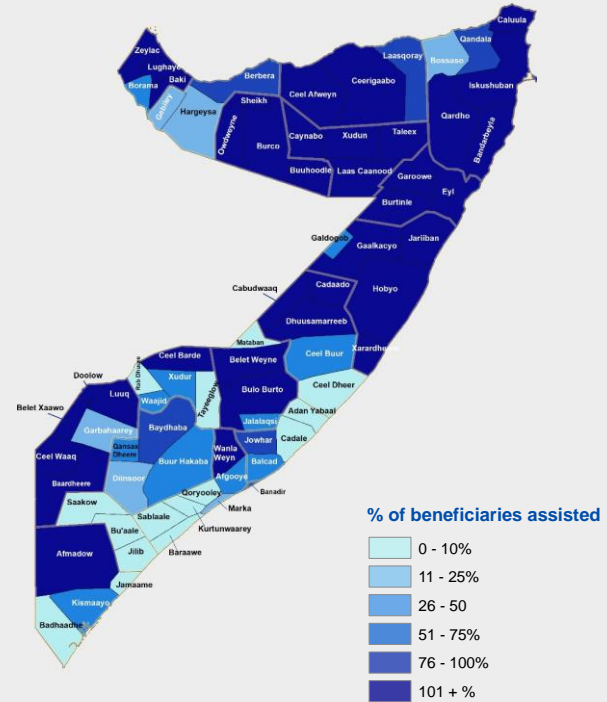 Caluula
Zeylac
Qandala
Laasqoray
Lughaye
Berbera
Bossaso
Baki
Ceerigaabo
Borama
Iskushuban
Gebiley
Ceel Afweyn
Sheikh
Hargeysa
Qardho
Bandarbeyla
Owdweyne
Caynabo
Xudun
Taleex
Burco
Buuhoodle
Laas Caanood
Garoowe
Eyl
Burtinle
Galdogob
Jariiban
Gaalkacyo
Cabudwaaq
Cadaado
Hobyo
Dhuusamarreeb
Mataban
Xarardheere
Ceel Barde
Belet Weyne
Ceel Buur
Rab Dhuure
Doolow
Xudur
Tayeeglow
Ceel Dheer
Luuq
Waajid
Bulo Burto
Belet Xaawo
Adan Yabaal
Garbahaarey
Jalalaqsi
Baydhaba
Jowhar
Cadale
Qansax
Dheere
Wanla
Weyn
Ceel Waaq
Buur Hakaba
Balcad
Baardheere
Diinsoor
Afgooye
Banadir
Qoryooley
Saakow
Marka
Sablaale
Kurtunwaarey
Bu'aale
Baraawe
Jilib
Afmadow
Jamaame
Kismaayo
Badhaadhe
% of beneficiaries assisted
0 - 10%
11 - 25%
26 - 50
51 - 75%
76 - 100%
101 + %